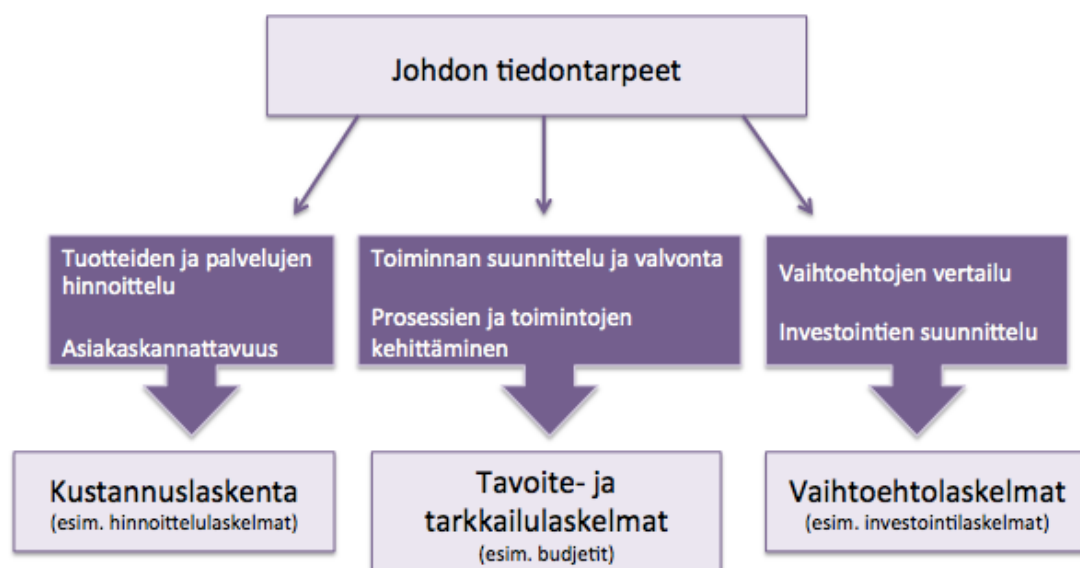 Johdon tiedontarpeet
Tuotteiden ja palvelujen
hinnoittelu
Asiakaskannattavuus
Toiminnan suunnittelu ja valvonta
Prosessien ja toimintojen
kehittäminen
Vaihtoehtojen vertailu
Investointien suunnittelu
Kustannuslaskenta
(esim. hinnoittelulaskelmat)
Tavoite- ja
tarkkailulaskelmat
(esim. budjetit)
Vaihtoehtolaskelmat
(esim. investointilaskelmat)